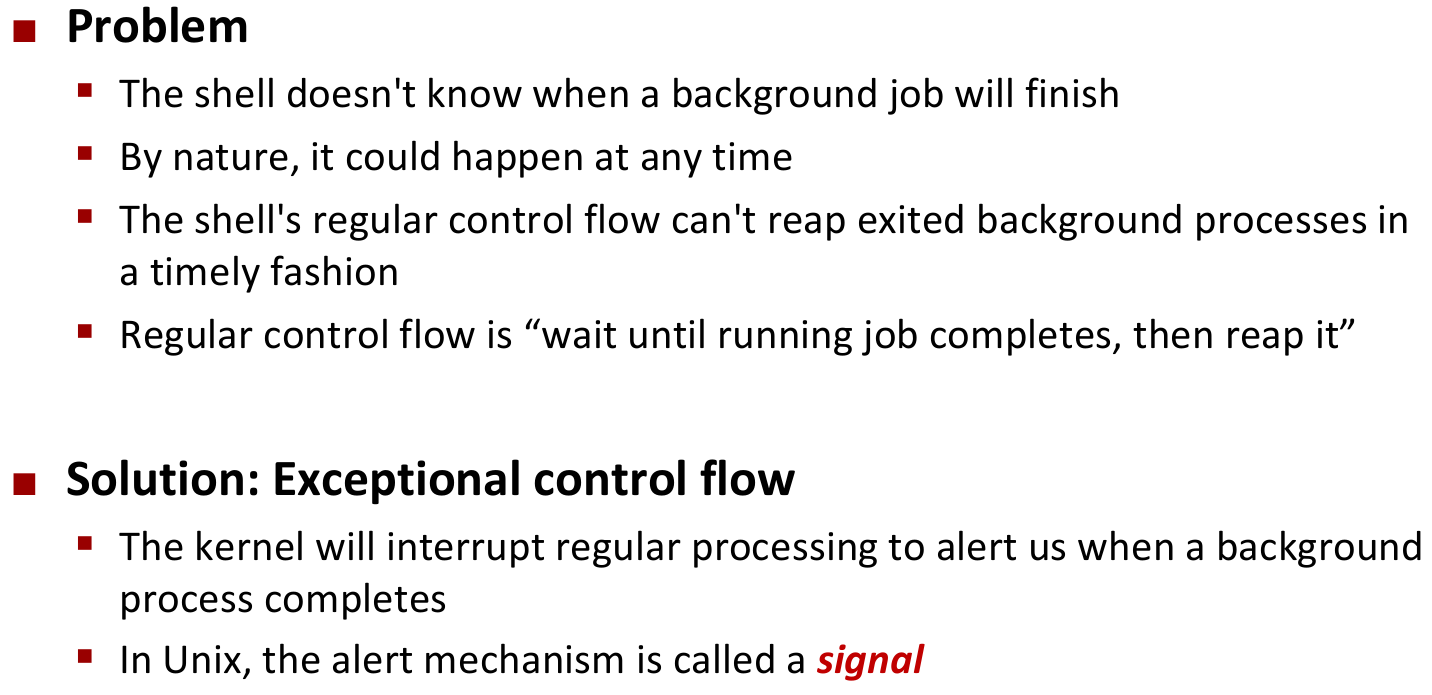 ■ Problem
▪ The shell doesn't know when a background job will finish
▪ By nature, it could happen at any time
▪ The shell's regular control flow can't reap exited background processes in
a timely fashion
▪ Regular control flow is “wait until running job completes, then reap it”
■ Solution: Exceptional control flow
▪ The kernel will interrupt regular processing to alert us when a background
process completes
▪ In Unix, the alert mechanism is called a signal